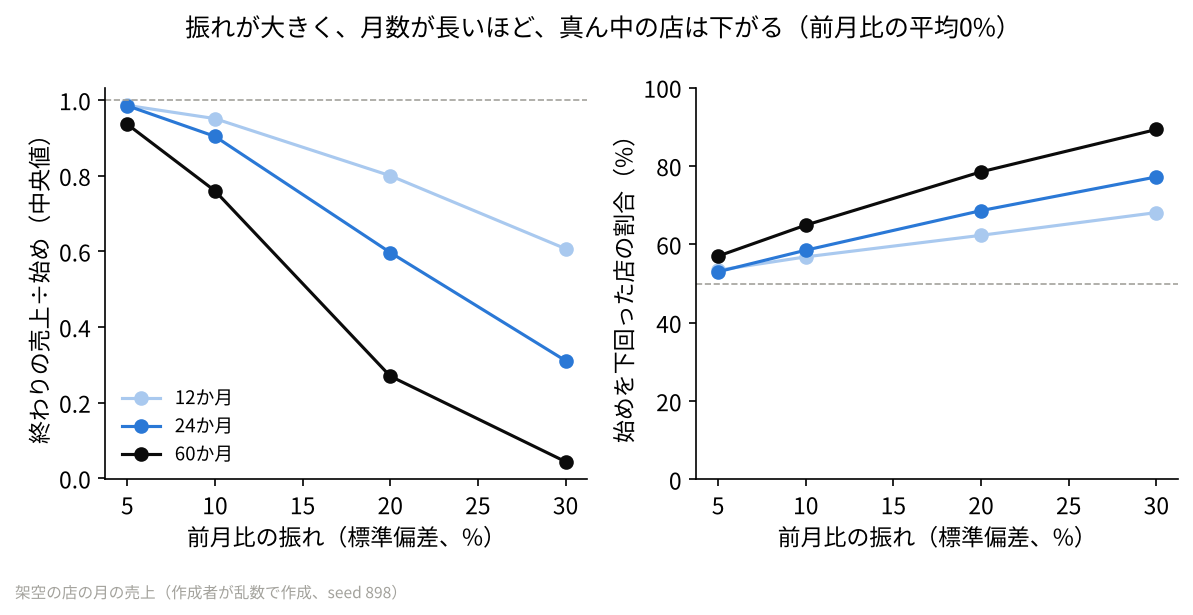 振れが大きく、月数が長いほど、真ん中の店は下がる（前月比の平均0%）
終わりの売上÷始め（中央値）
1.0
0.8
0.6
0.4
0.2
0.0
12か月
24か月
60か月
5
10
15
20
25
30
前月比の振れ（標準偏差、%）
始めを下回った店の割合（%）
100
80
60
40
20
0
5
10
15
20
25
30
前月比の振れ（標準偏差、%）
架空の店の月の売上（作成者が乱数で作成、seed 898）